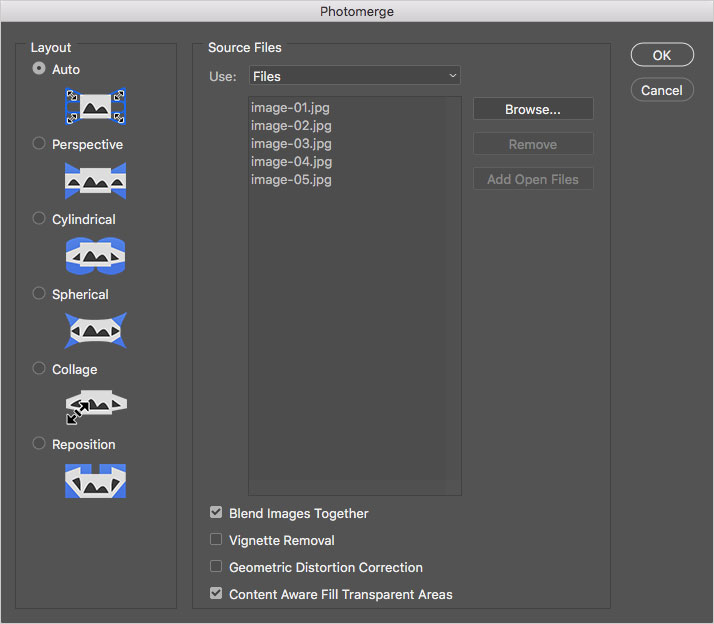 Photomerge
Layout
Auto
Perspective
Cylindrical
Spherical
Collage
Reposition
Source Files
Use: Files
image-01.jpg
image-02.jpg
image-03.jpg
image-04.jpg
image-05.jpg
Browse...
Remove
Add Open Files
Blend Images Together
Vignette Removal
Geometric Distortion Correction
Content Aware Fill Transparent Areas
OK
Cancel